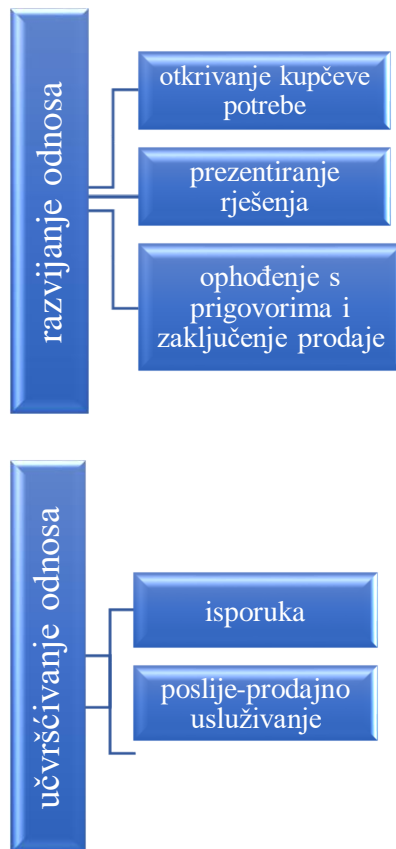 razvijanje odnosa
otkrivanje kupčeve
potrebe
prezentiranje
rješenja
ophođenje s
prigovorima i
zaključenje prodaje
učvršćivanje odnosa
isporuka
poslije-prodajno
usluživanje